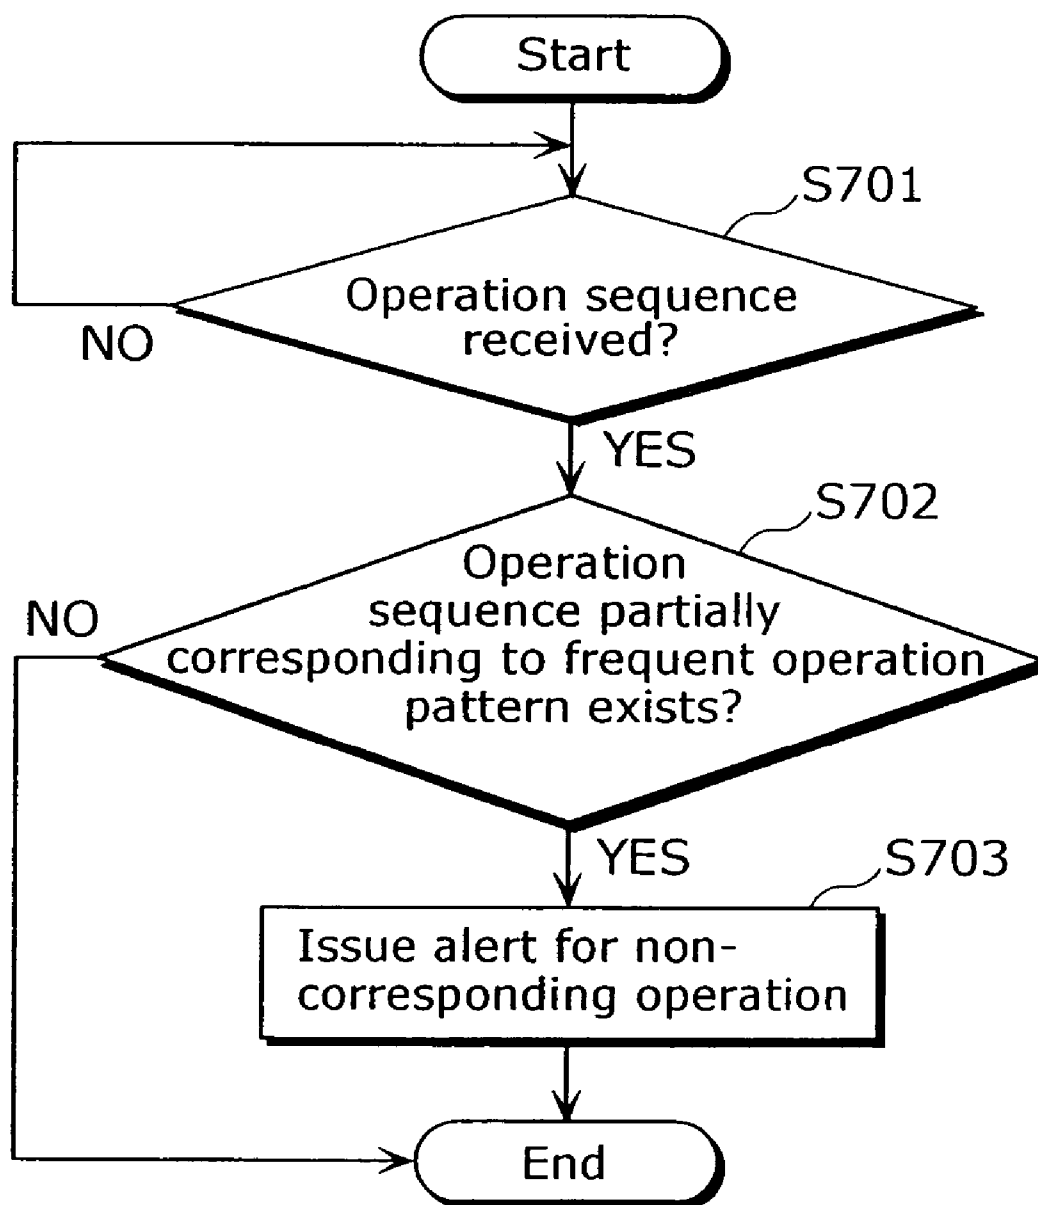 Start
S701
Operation sequence
received?
NO
YES
S702
Operation
sequence partially
corresponding to frequent operation
pattern exists?
NO
YES
S703
Issue alert for non-
corresponding operation
End